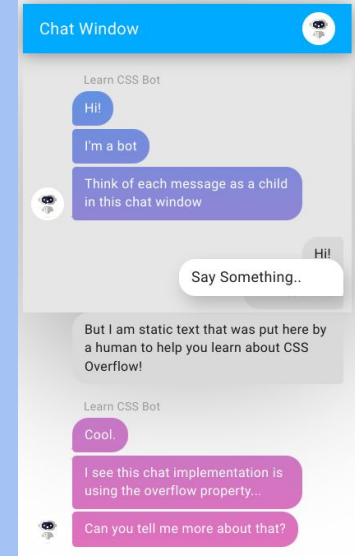 Chat Window
Learn CSS Bot
Hi!
I'm a bot
Think of each message as a child
in this chat window
Hi!
Say Something..
But I am static text that was put here by
a human to help you learn about CSS
Overflow!
Learn CSS Bot
Cool.
I see this chat implementation is
using the overflow property...
Can you tell me more about that?